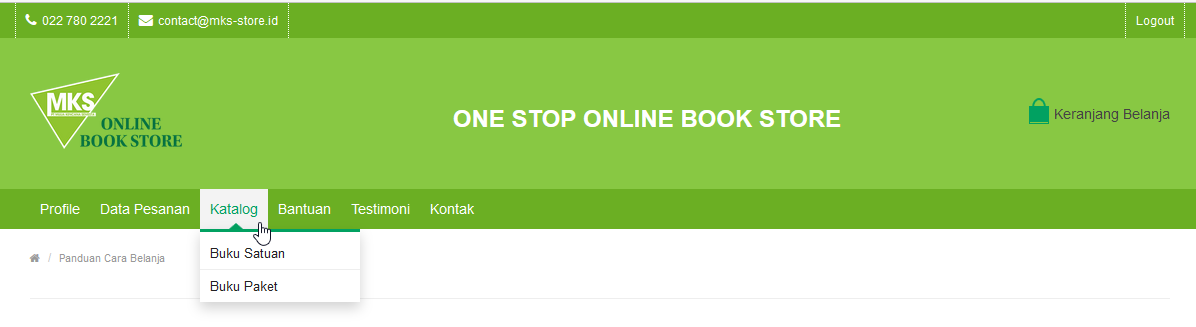 022 780 2221 contact@mks-store.id Logout
MKS
ONLINE
BOOK STORE
ONE STOP ONLINE BOOK STORE
Keranjang Belanja
Profile Data Pesanan Katalog Bantuan Testimoni Kontak
/ Panduan Cara Belanja
Buku Satuan
Buku Paket